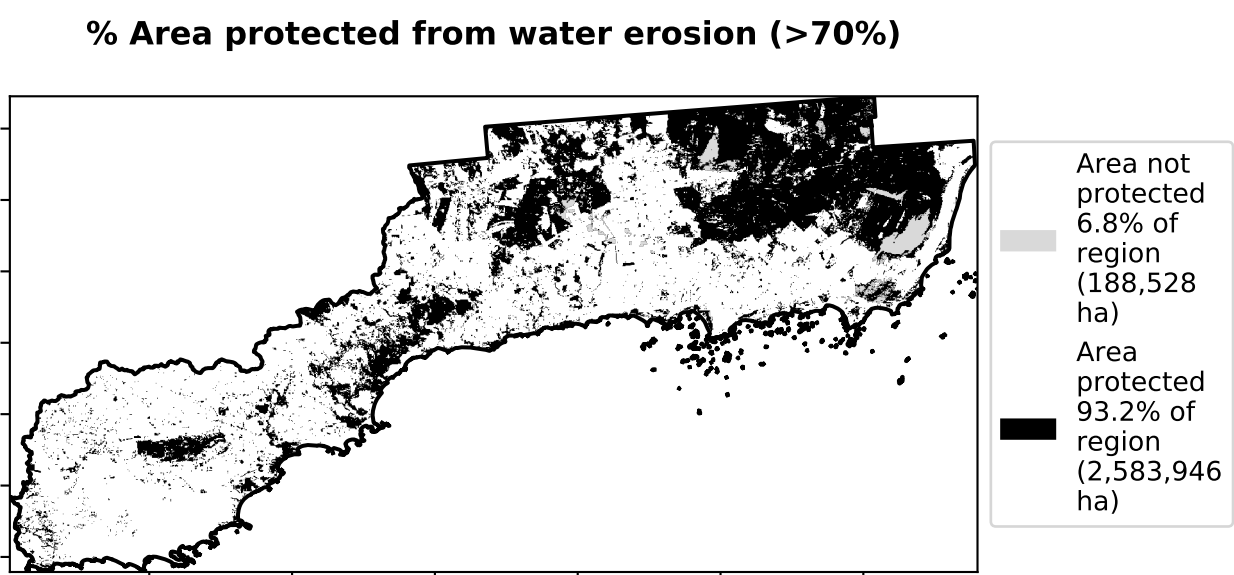 % Area protected from water erosion (>70%)
Area not
protected
6.8% of
region
(188,528
ha)
Area
protected
93.2% of
region
(2,583,946
ha)